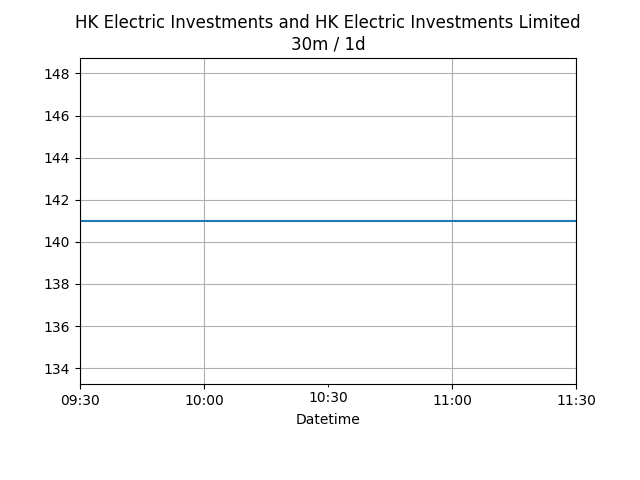 HK Electric Investments and HK Electric Investments Limited
30m / 1d
148
146
144
142
140
138
136
134
09:30 10:00 10:30 11:00 11:30
Datetime